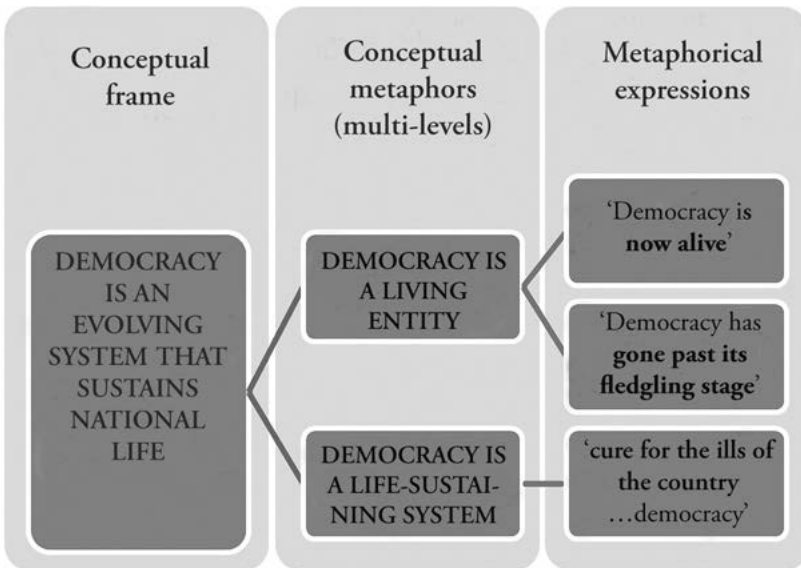 Conceptual
frame
Conceptual
metaphors
(multi-levels)
Metaphorical
expressions
DEMOCRACY
IS AN
EVOLVING
SYSTEM THAT
SUSTAINS
NATIONAL
LIFE
DEMOCRACY IS
A LIVING
ENTITY
DEMOCRACY IS
A LIFE-SUSTAI-
NING SYSTEM
‘Democracy is
now alive’
‘Democracy has
gone past its
fledgling stage’
‘cure for the ills of
the country
…democracy’